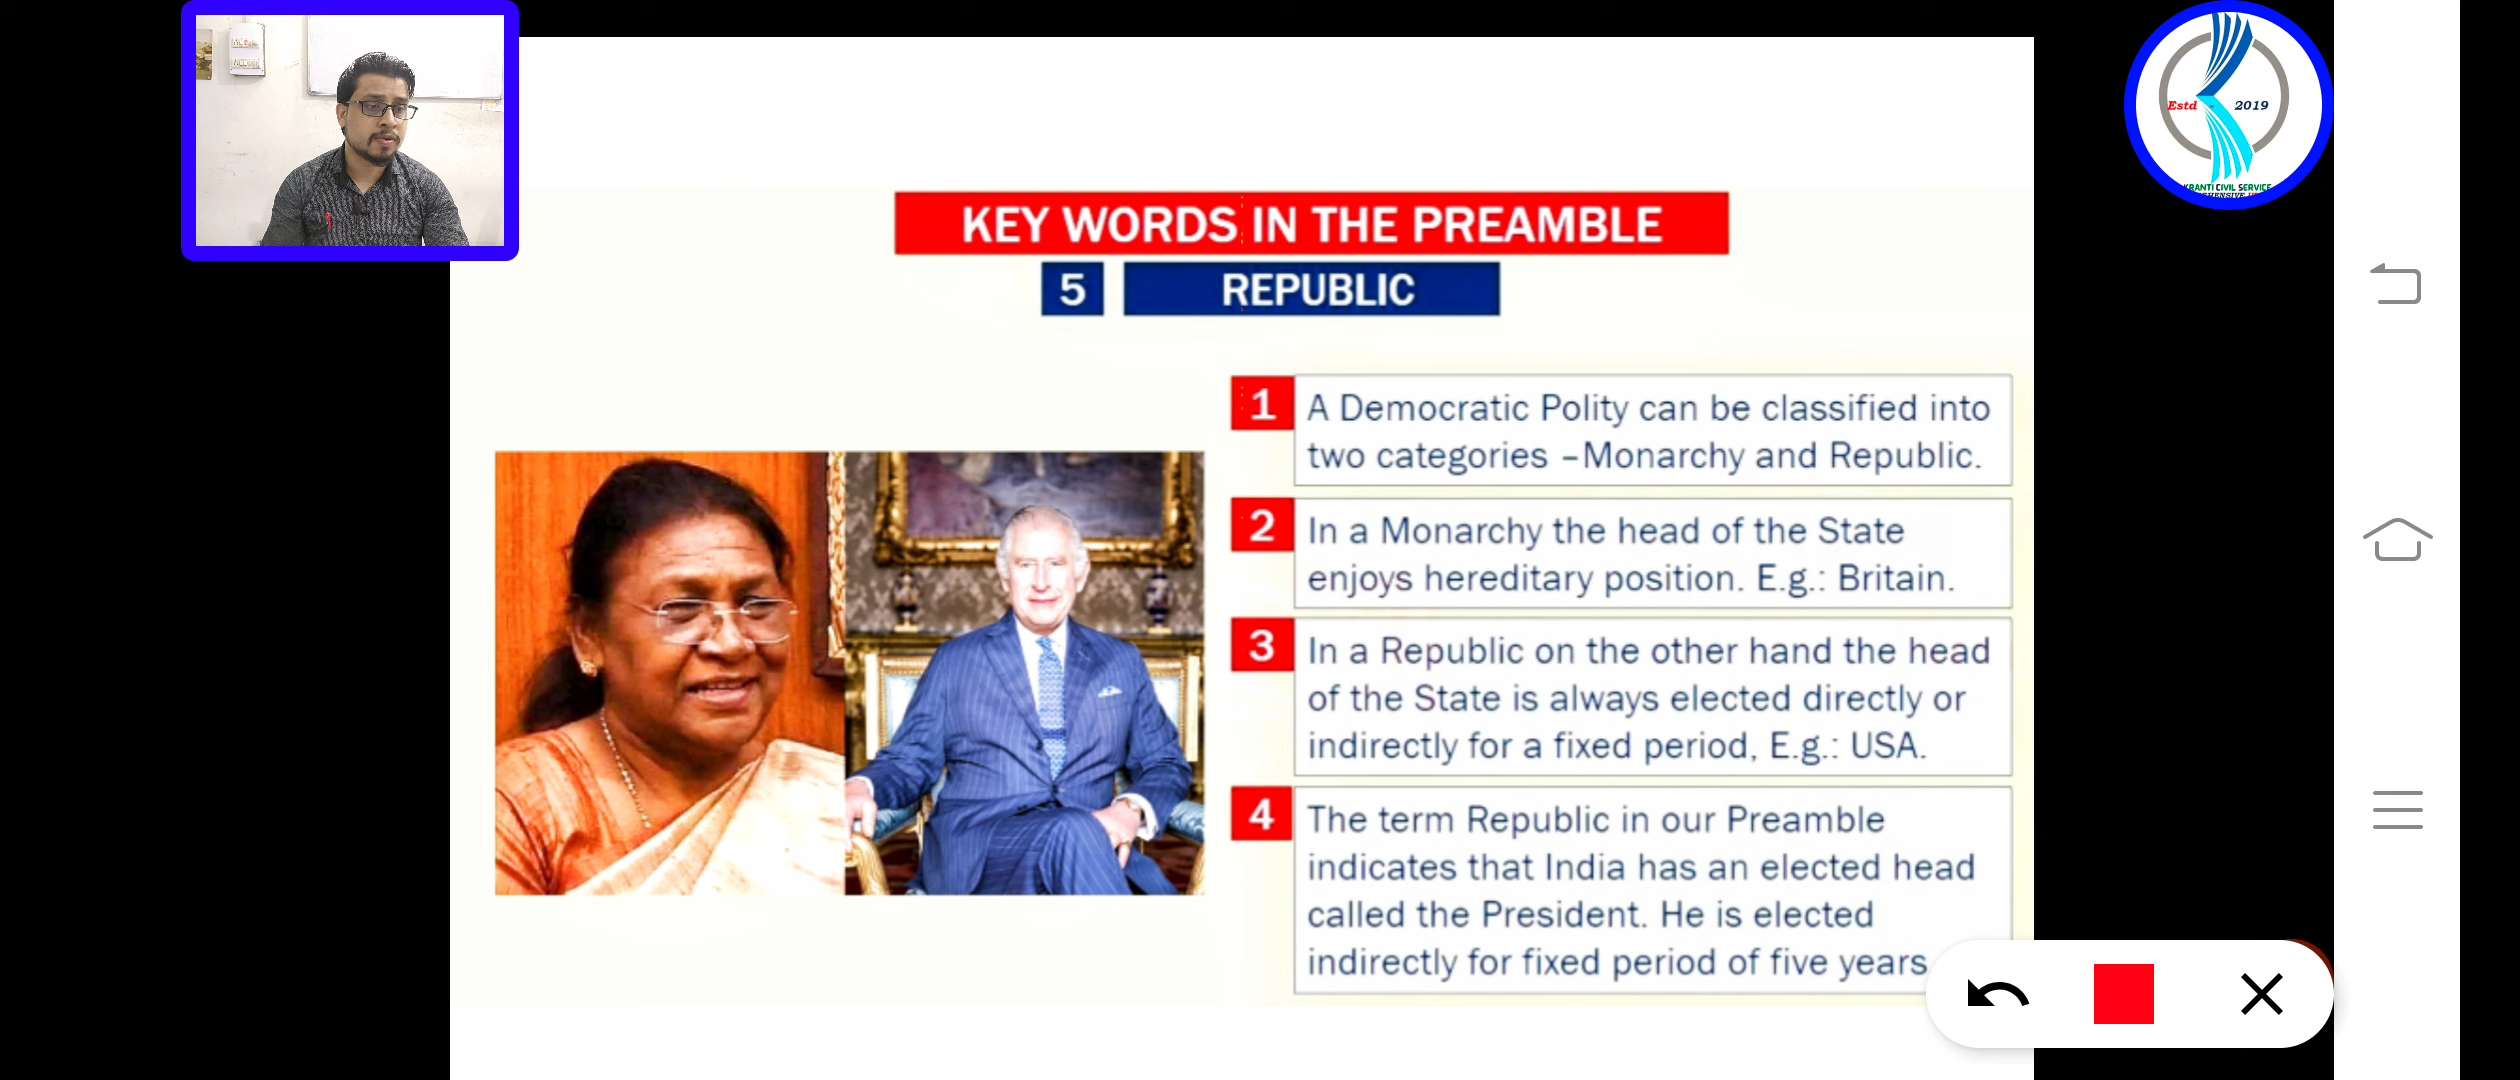 Estd - 2019
KRANTI CIVIL SERVICE
KEY WORDS IN THE PREAMBLE
5 REPUBLIC
1 A Democratic Polity can be classified into
two categories –Monarchy and Republic.
2 In a Monarchy the head of the State
enjoys hereditary position. E.g.: Britain.
3 In a Republic on the other hand the head
of the State is always elected directly or
indirectly for a fixed period, E.g.: USA.
4 The term Republic in our Preamble
indicates that India has an elected head
called the President. He is elected
indirectly for fixed period of five years